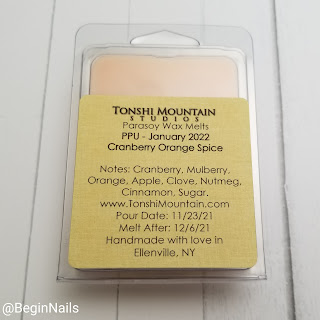 TONSHI MOUNTAIN
STUDIOS
Parasoy Wax Melts
PPU - January 2022
Cranberry Orange Spice
Notes: Cranberry, Mulberry,
Orange, Apple, Clove, Nutmeg,
Cinnamon, Sugar.
www.TonshiMountain.com
Pour Date: 11/23/21
Melt After: 12/6/21
Handmade with love in
Ellenville, NY
@BeginNails